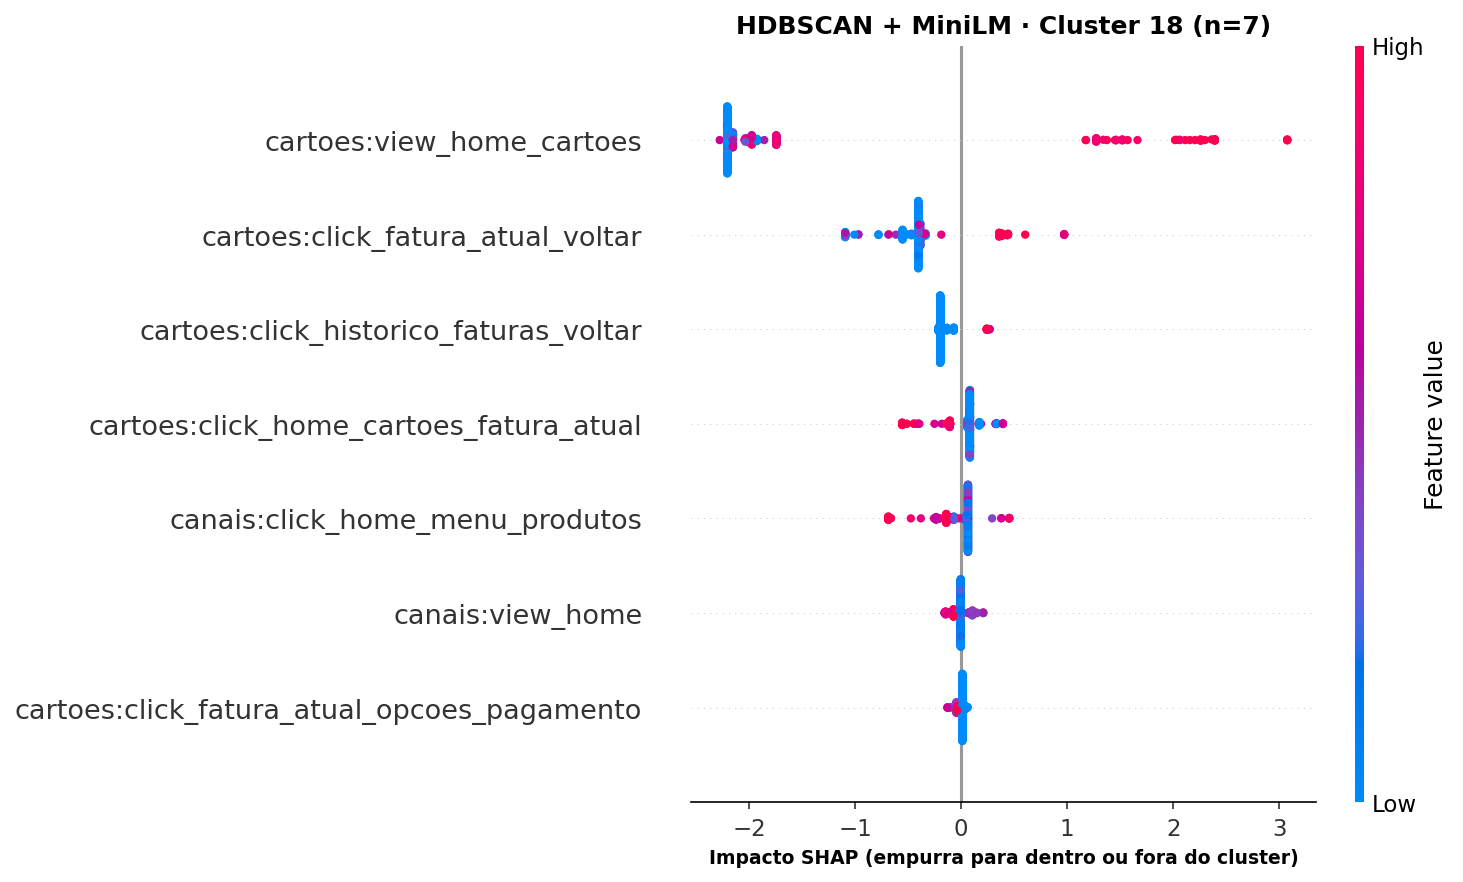 HDBSCAN + MiniLM · Cluster 18 (n=7)
High
cartoes:view_home_cartoes
cartoes:click_fatura_atual_voltar
cartoes:click_historico_faturas_voltar
cartoes:click_home_cartoes_fatura_atual
canais:click_home_menu_produtos
canais:view_home
cartoes:click_fatura_atual_opcoes_pagamento
Feature value
Low
−2 −1 0 1 2 3
Impacto SHAP (empurra para dentro ou fora do cluster)